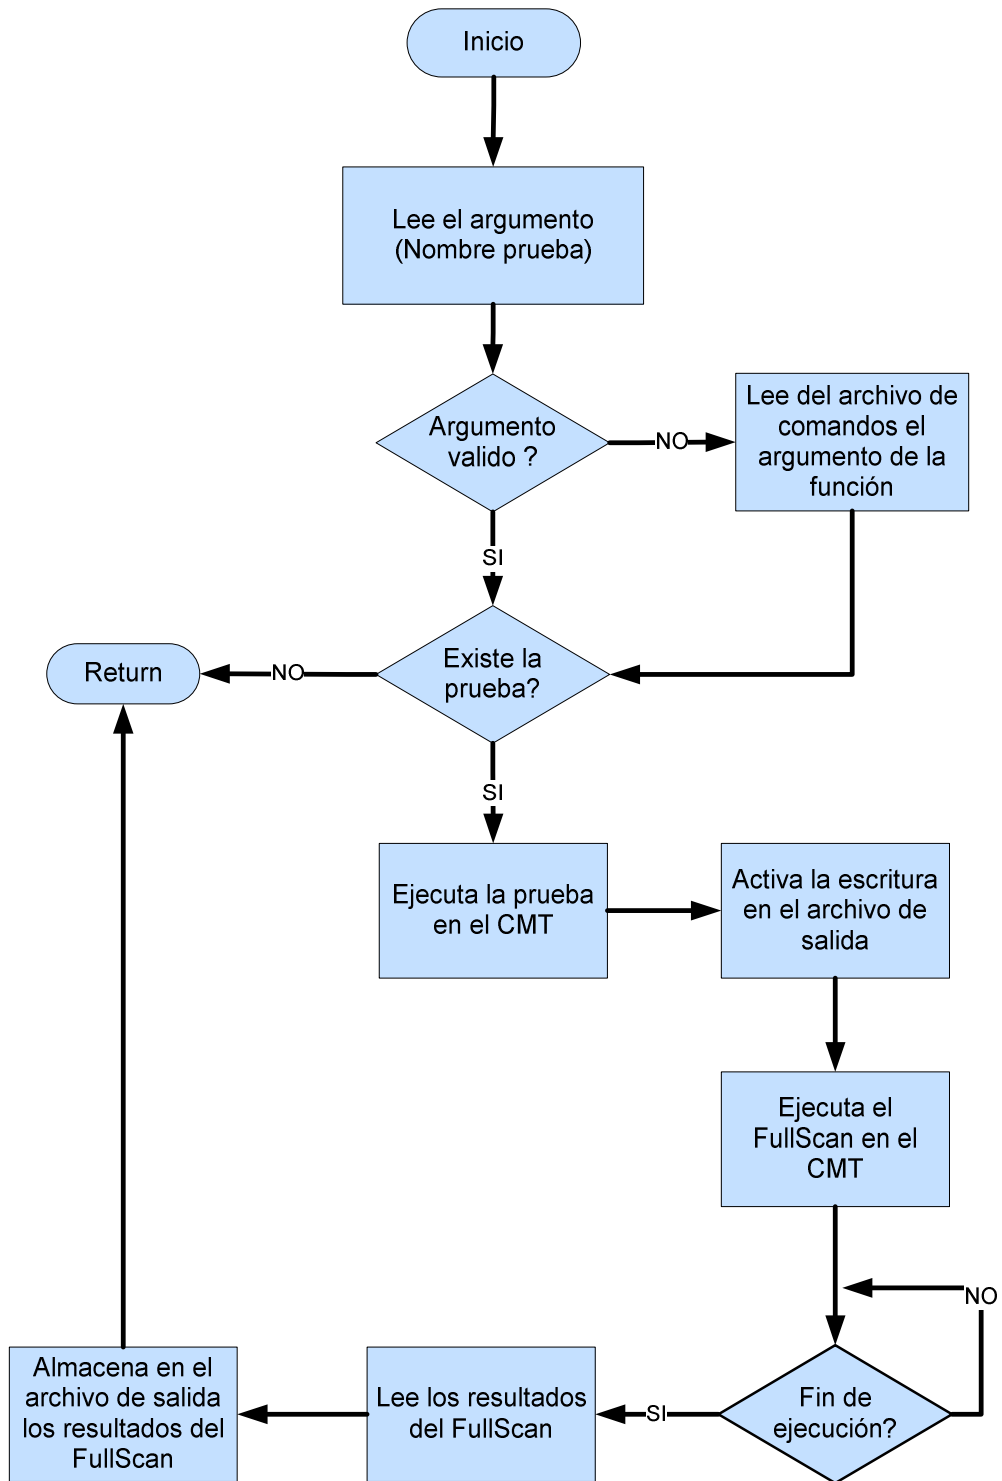 Inicio
Lee el argumento
(Nombre prueba)
Argumento
valido ?
NO
Lee del archivo de
comandos el
argumento de la
función
SI
Return
NO
Existe la
prueba?
SI
Ejecuta la prueba
en el CMT
Activa la escritura
en el archivo de
salida
Ejecuta el
FullScan en el
CMT
NO
Almacena en el
archivo de salida
los resultados del
FullScan
Lee los resultados
del FullScan
SI
Fin de
ejecución?